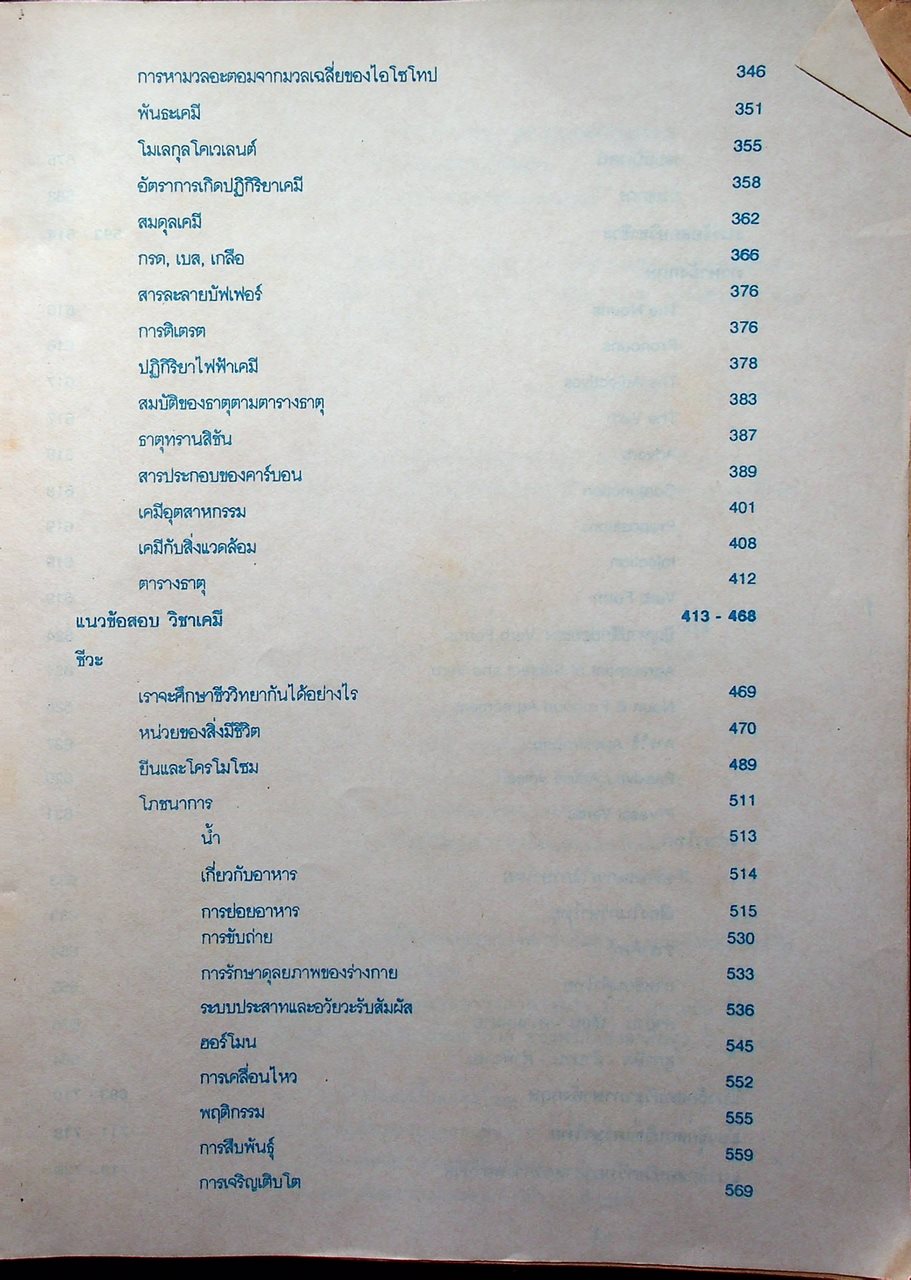 การหามวลอะตอมจากมวลเฉลี่ยของไอโซโทป 346
พันธะเคมี 351
โมเลกุลโคเวเลนต์ 355
อัตราการเกิดปฏิกิริยาเคมี 358
สมดุลเคมี 362
กรด, เบส, เกลือ 366
สารละลายบัฟเฟอร์ 376
การติเตรต 376
ปฏิกิริยาไฟฟ้าเคมี 378
สมบัติของธาตุตามตารางธาตุ 383
ธาตุทรานสิชัน 387
สารประกอบของคาร์บอน 389
เคมีอุตสาหกรรม 401
เคมีกับสิ่งแวดล้อม 408
ตารางธาตุ 412
แนวข้อสอบ วิชาเคมี 413 - 468
ชีวะ
เราจะศึกษาชีววิทยากันได้อย่างไร 469
หน่วยของสิ่งมีชีวิต 470
ยีนและโครโมโซม 489
โภชนาการ 511
น้ำ 513
เกี่ยวกับอาหาร 514
การย่อยอาหาร 515
การขับถ่าย 530
การรักษาดุลยภาพของร่างกาย 533
ระบบประสาทและอวัยวะรับสัมผัส 536
ฮอร์โมน 545
การเคลื่อนไหว 552
พฤติกรรม 555
การสืบพันธุ์ 559
การเจริญเติบโต 569